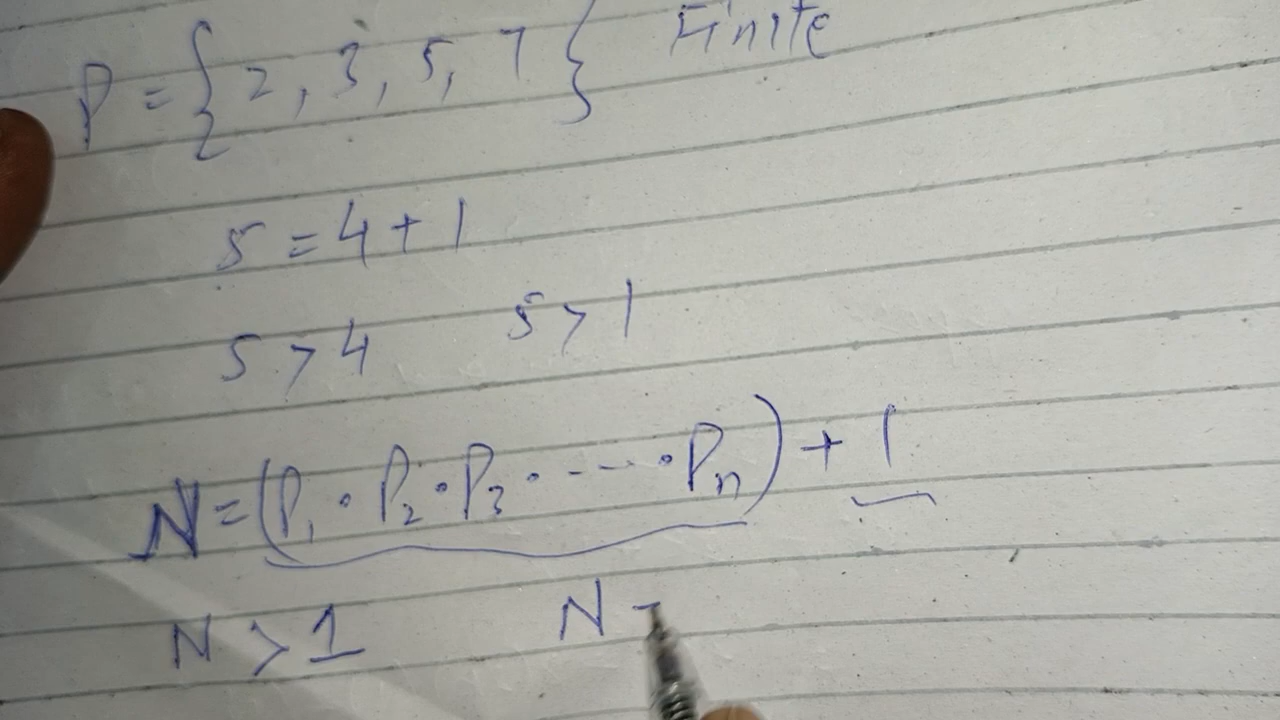 P = { 2, 3, 5, 7 } Finite
5 = 4 + 1
5 > 4 5 > 1
N = (P₁ · P₂ · P₃ · ---- · Pₙ) + 1
N > 1 N